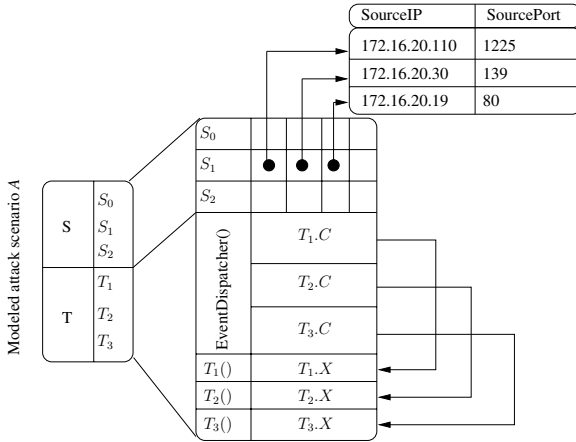 SourceIP SourcePort
172.16.20.110 1225
172.16.20.30 139
172.16.20.19 80
Modeled attack scenario A
S
S₀
S₁
S₂
T
T₁
T₂
T₃
S₀
S₁
S₂
EventDispatcher()
T₁.C
T₂.C
T₃.C
T₁() T₁.X
T₂() T₂.X
T₃() T₃.X